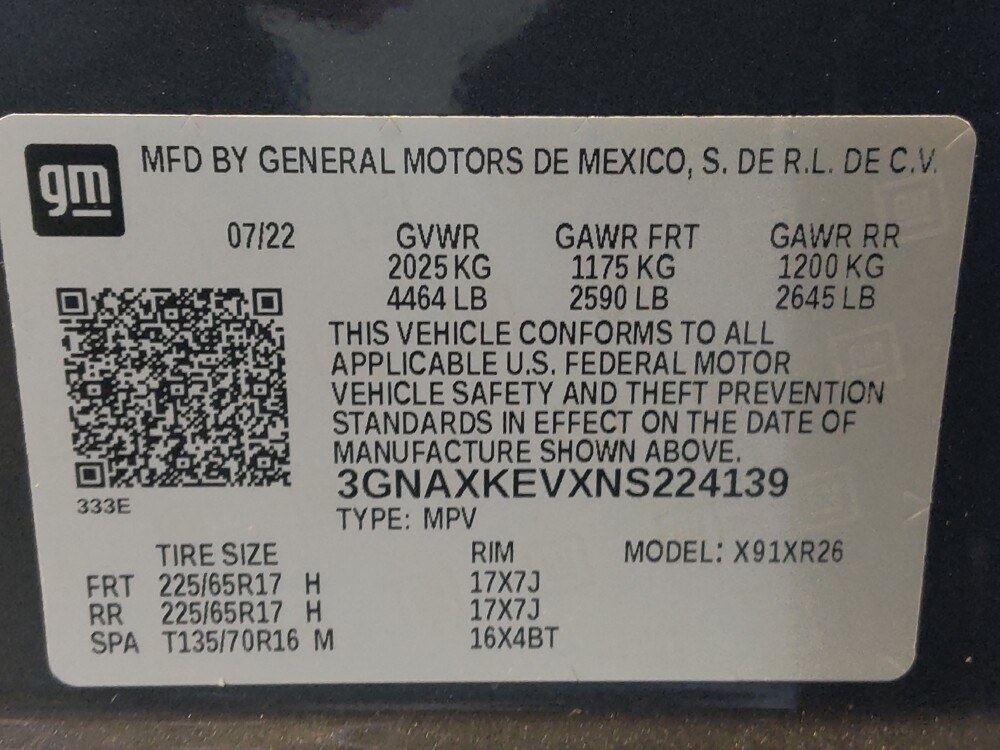 gm
MFD BY GENERAL MOTORS DE MEXICO, S. DE R.L. DE C.V.
07/22 GVWR GAWR FRT GAWR RR
2025 KG 1175 KG 1200 KG
4464 LB 2590 LB 2645 LB
THIS VEHICLE CONFORMS TO ALL
APPLICABLE U.S. FEDERAL MOTOR
VEHICLE SAFETY AND THEFT PREVENTION
STANDARDS IN EFFECT ON THE DATE OF
MANUFACTURE SHOWN ABOVE.
3GNAXKEVXNS224139
333E
TYPE: MPV
TIRE SIZE RIM MODEL: X91XR26
FRT 225/65R17 H 17X7J
RR 225/65R17 H 17X7J
SPA T135/70R16 M 16X4BT